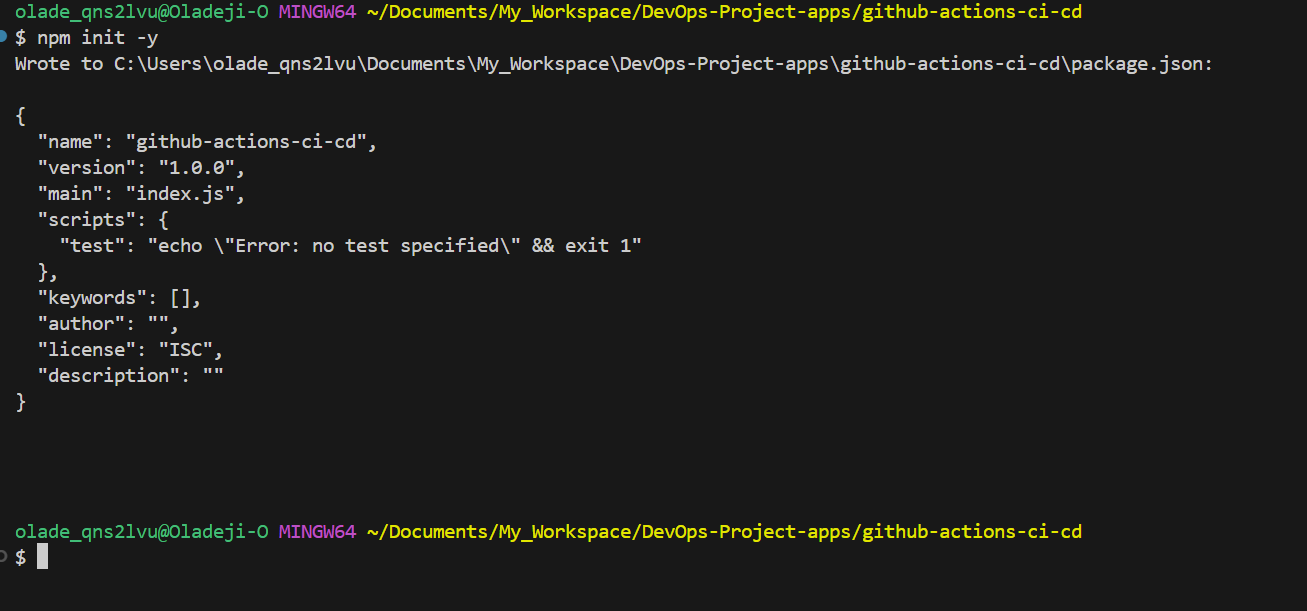 olade_qns2lvu@Oladeji-O MINGW64 ~/Documents/My_Workspace/DevOps-Project-apps/github-actions-ci-cd
$ npm init -y
Wrote to C:\Users\olade_qns2lvu\Documents\My_Workspace\DevOps-Project-apps\github-actions-ci-cd\package.json:
{
  "name": "github-actions-ci-cd",
  "version": "1.0.0",
  "main": "index.js",
  "scripts": {
    "test": "echo \"Error: no test specified\" && exit 1"
  },
  "keywords": [],
  "author": "",
  "license": "ISC",
  "description": ""
}
olade_qns2lvu@Oladeji-O MINGW64 ~/Documents/My_Workspace/DevOps-Project-apps/github-actions-ci-cd
$